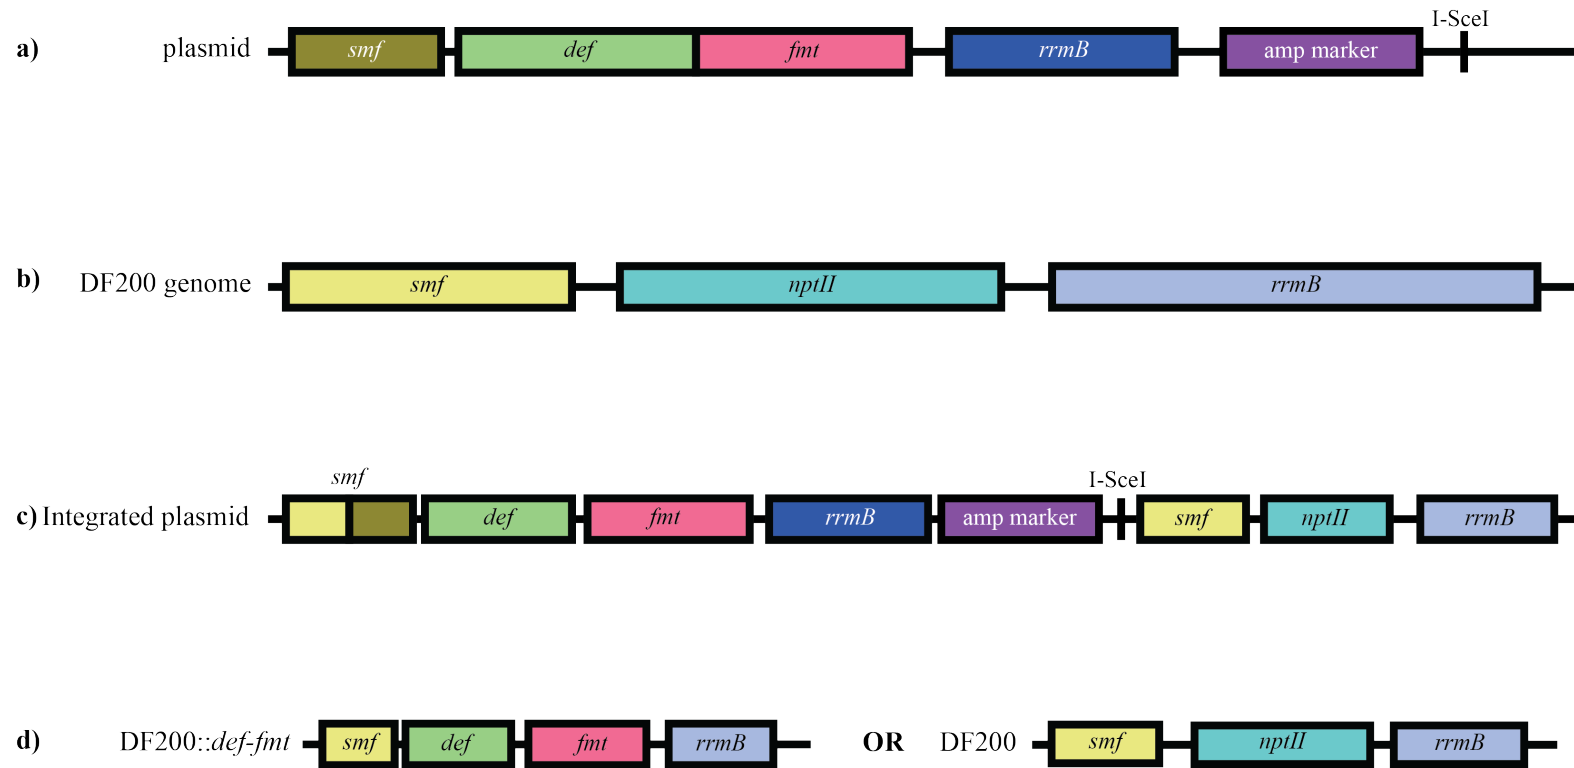 I-SceI
a) plasmid smf def fmt rrmB amp marker
b) DF200 genome smf nptII rrmB
smf I-SceI
c) Integrated plasmid def fmt rrmB amp marker smf nptII rrmB
d) DF200::def-fmt smf def fmt rrmB OR DF200 smf nptII rrmB